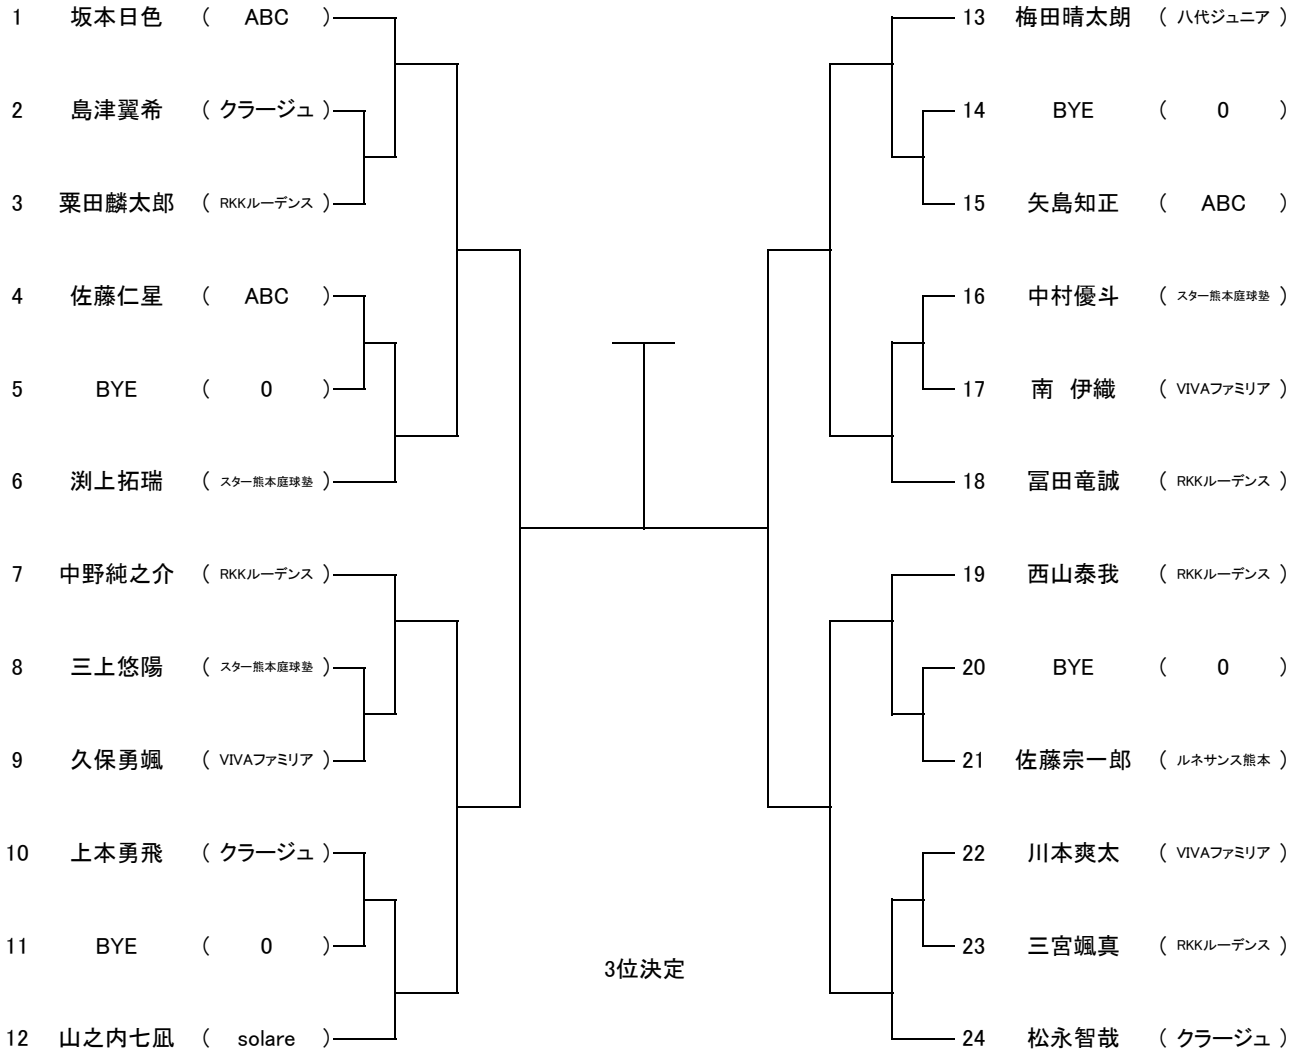 1 坂本日色 ( ABC )
2 島津翼希 ( クラージュ )
3 粟田麟太郎 ( RKKルーデンス )
4 佐藤仁星 ( ABC )
5 BYE ( 0 )
6 渕上拓瑞 ( スター熊本庭球塾 )
7 中野純之介 ( RKKルーデンス )
8 三上悠陽 ( スター熊本庭球塾 )
9 久保勇颯 ( VIVAファミリア )
10 上本勇飛 ( クラージュ )
11 BYE ( 0 )
12 山之内七凪 ( solare )
3位決定
13 梅田晴太朗 ( 八代ジュニア )
14 BYE ( 0 )
15 矢島知正 ( ABC )
16 中村優斗 ( スター熊本庭球塾 )
17 南 伊織 ( VIVAファミリア )
18 冨田竜誠 ( RKKルーデンス )
19 西山泰我 ( RKKルーデンス )
20 BYE ( 0 )
21 佐藤宗一郎 ( ルネサンス熊本 )
22 川本爽太 ( VIVAファミリア )
23 三宮颯真 ( RKKルーデンス )
24 松永智哉 ( クラージュ )